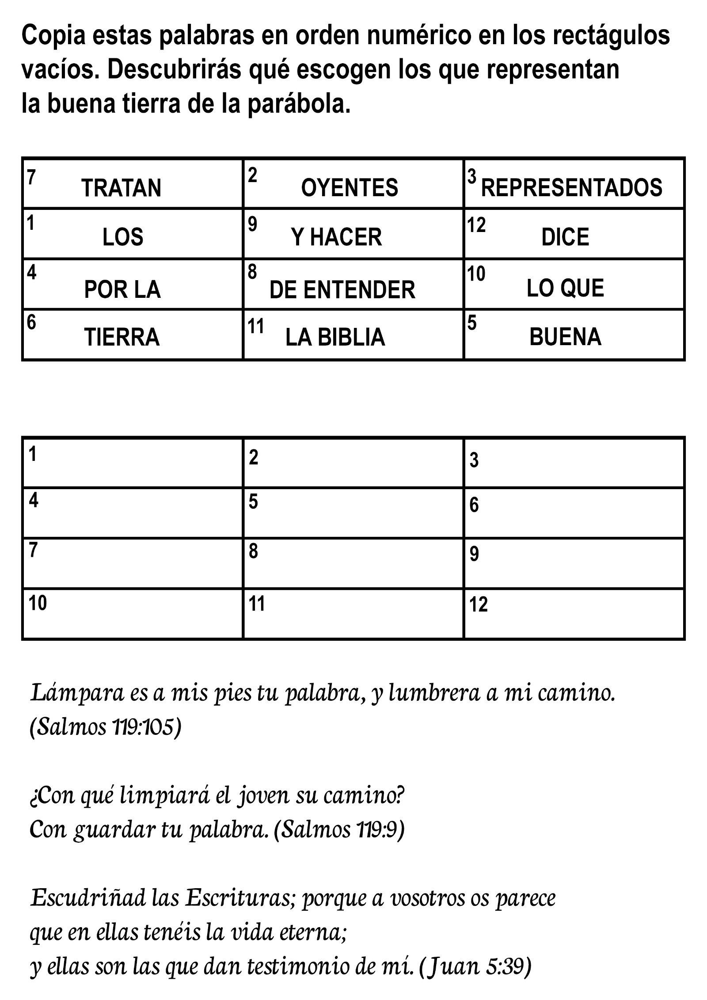 Copia estas palabras en orden numérico en los rectágulos
vacíos. Descubrirás qué escogen los que representan
la buena tierra de la parábola.
7 TRATAN 2 OYENTES 3 REPRESENTADOS
1 LOS 9 Y HACER 12 DICE
4 POR LA 8 DE ENTENDER 10 LO QUE
6 TIERRA 11 LA BIBLIA 5 BUENA
1 2 3
4 5 6
7 8 9
10 11 12
Lámpara es a mis pies tu palabra, y lumbrera a mi camino.
(Salmos 119:105)
¿Con qué limpiará el joven su camino?
Con guardar tu palabra. (Salmos 119:9)
Escudriñad las Escrituras; porque a vosotros os parece
que en ellas tenéis la vida eterna;
y ellas son las que dan testimonio de mí. (Juan 5:39)